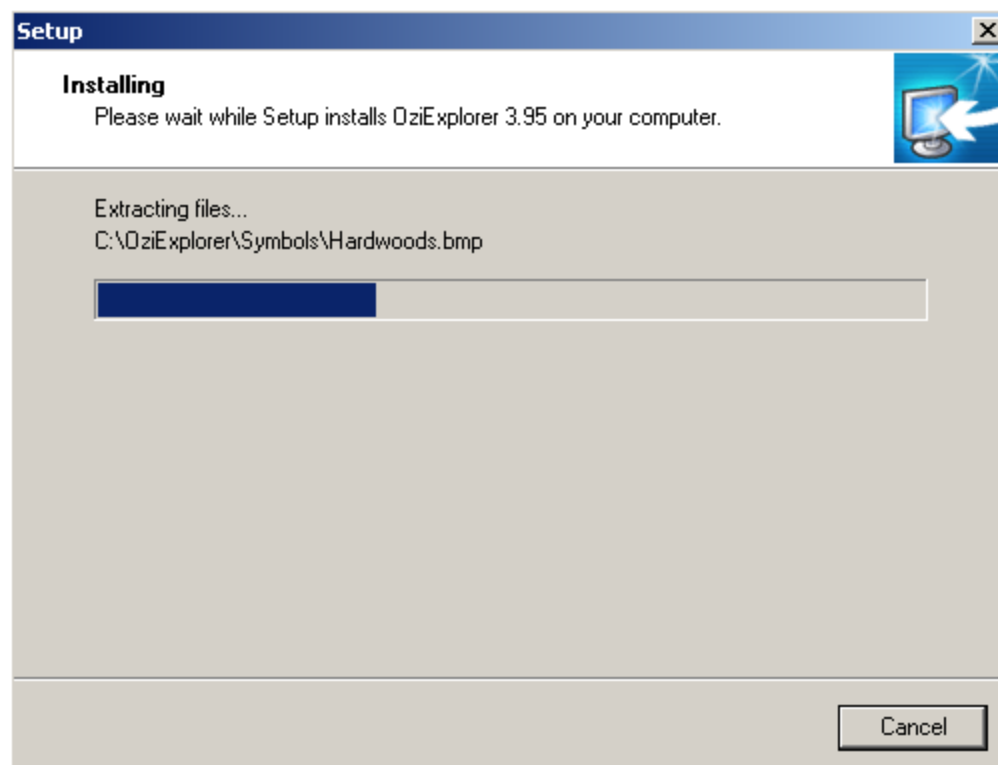 Setup
Installing
Please wait while Setup installs OziExplorer 3.95 on your computer.
Extracting files...
C:\OziExplorer\Symbols\Hardwoods.bmp
Cancel